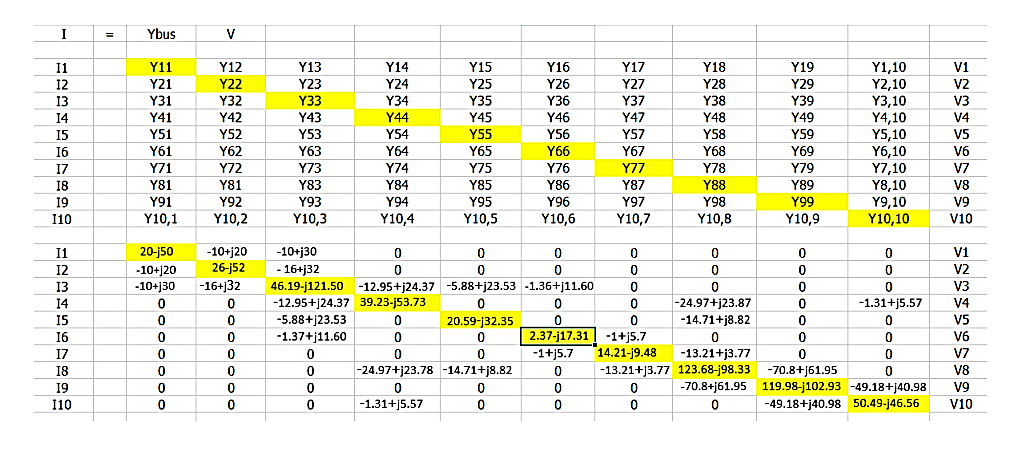 I = Ybus V
I1 Y11 Y12 Y13 Y14 Y15 Y16 Y17 Y18 Y19 Y1,10 V1
I2 Y21 Y22 Y23 Y24 Y25 Y26 Y27 Y28 Y29 Y2,10 V2
I3 Y31 Y32 Y33 Y34 Y35 Y36 Y37 Y38 Y39 Y3,10 V3
I4 Y41 Y42 Y43 Y44 Y45 Y46 Y47 Y48 Y49 Y4,10 V4
I5 Y51 Y52 Y53 Y54 Y55 Y56 Y57 Y58 Y59 Y5,10 V5
I6 Y61 Y62 Y63 Y64 Y65 Y66 Y67 Y68 Y69 Y6,10 V6
I7 Y71 Y72 Y73 Y74 Y75 Y76 Y77 Y78 Y79 Y7,10 V7
I8 Y81 Y81 Y83 Y84 Y85 Y86 Y87 Y88 Y89 Y8,10 V8
I9 Y91 Y92 Y93 Y94 Y95 Y96 Y97 Y98 Y99 Y9,10 V9
I10 Y10,1 Y10,2 Y10,3 Y10,4 Y10,5 Y10,6 Y10,7 Y10,8 Y10,9 Y10,10 V10
I1 20-j50 -10+j20 -10+j30 0 0 0 0 0 0 0 V1
I2 -10+j20 26-j52 - 16+j32 0 0 0 0 0 0 0 V2
I3 -10+j30 -16+j32 46.19-j121.50 -12.95+j24.37 -5.88+j23.53 -1.36+j11.60 0 0 0 0 V3
I4 0 0 -12.95+j24.37 39.23-j53.73 0 0 0 -24.97+j23.87 0 -1.31+j5.57 V4
I5 0 0 -5.88+j23.53 0 20.59-j32.35 0 0 -14.71+j8.82 0 0 V5
I6 0 0 -1.37+j11.60 0 0 2.37-j17.31 -1+j5.7 0 0 0 V6
I7 0 0 0 0 0 -1+j5.7 14.21-j9.48 -13.21+j3.77 0 0 V7
I8 0 0 0 -24.97+j23.78 -14.71+j8.82 0 -13.21+j3.77 123.68-j98.33 -70.8+j61.95 0 V8
I9 0 0 0 0 0 0 0 -70.8+j61.95 119.98-j102.93 -49.18+j40.98 V9
I10 0 0 0 -1.31+j5.57 0 0 0 0 -49.18+j40.98 50.49-j46.56 V10